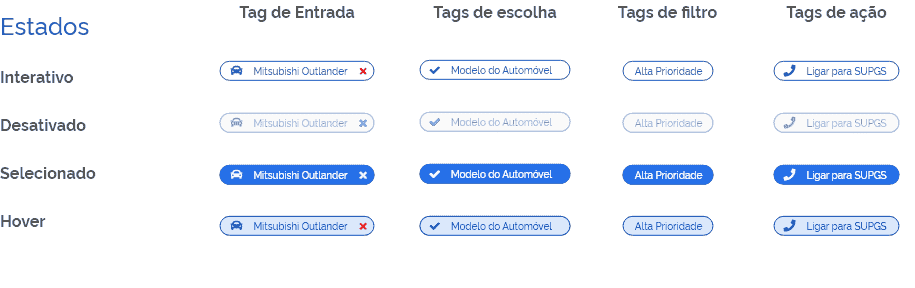 Estados
Tag de Entrada Tags de escolha Tags de filtro Tags de ação
Interativo Mitsubishi Outlander Modelo do Automóvel Alta Prioridade Ligar para SUPGS
Desativado Mitsubishi Outlander Modelo do Automóvel Alta Prioridade Ligar para SUPGS
Selecionado Mitsubishi Outlander Modelo do Automóvel Alta Prioridade Ligar para SUPGS
Hover Mitsubishi Outlander Modelo do Automóvel Alta Prioridade Ligar para SUPGS